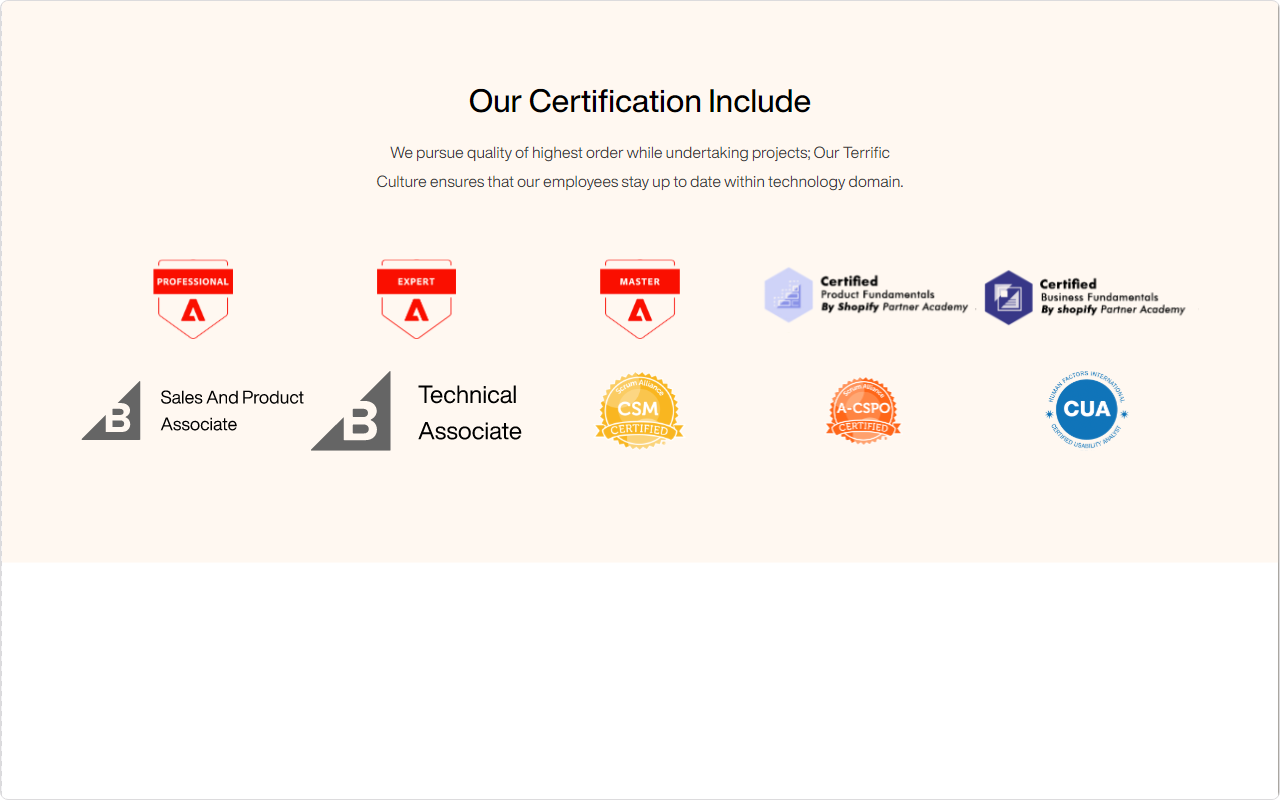 Our Certification Include
We pursue quality of highest order while undertaking projects; Our Terrific
Culture ensures that our employees stay up to date within technology domain.
PROFESSIONAL
EXPERT
MASTER
Certified
Product Fundamentals
By Shopify Partner Academy
Certified
Business Fundamentals
By shopify Partner Academy
B
Sales And Product
Associate
B
Technical
Associate
Scrum Alliance
CSM
CERTIFIED
Scrum Alliance
A-CSPO
CERTIFIED
HUMAN FACTORS INTERNATIONAL
CUA
CERTIFIED USABILITY ANALYST